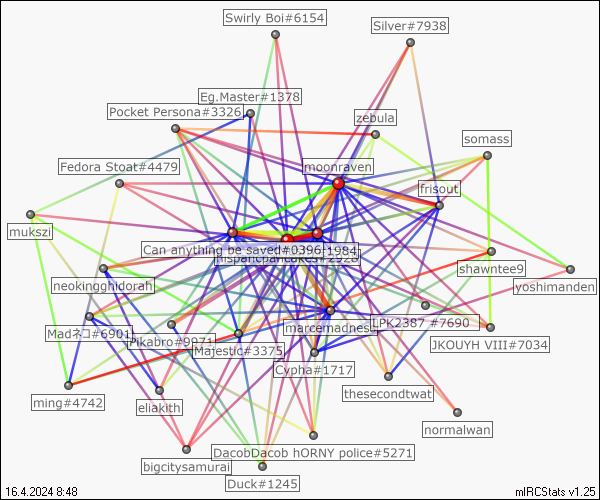 Swirly Boi#6154
Silver#7938
Eg.Master#1378
Pocket Persona#3326
zebula
somass
moonraven
Fedora Stoat#4479
frisout
mukszi
Can anything be saved#0396
1984
shawntee9
neokingghidorah
yoshimanden
marcemadness
LPK2387 #7690
Madネコ#6901
Pikabro#9871
Majestic#3375
JKOUYH VIII#7034
Cypha#1717
ming#4742
eliakith
thesecondtwat
normalwan
DacobDacob hORNY police#5271
bigcitysamurai
Duck#1245
16.4.2024 8:48
mIRCStats v1.25